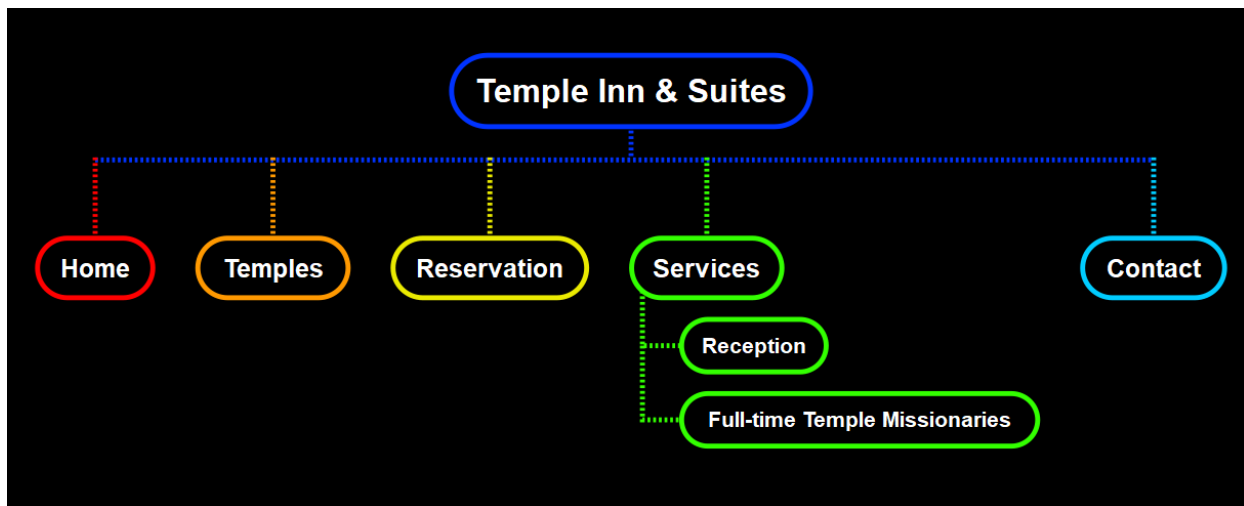 Temple Inn & Suites
Home
Temples
Reservation
Services
Contact
Reception
Full-time Temple Missionaries